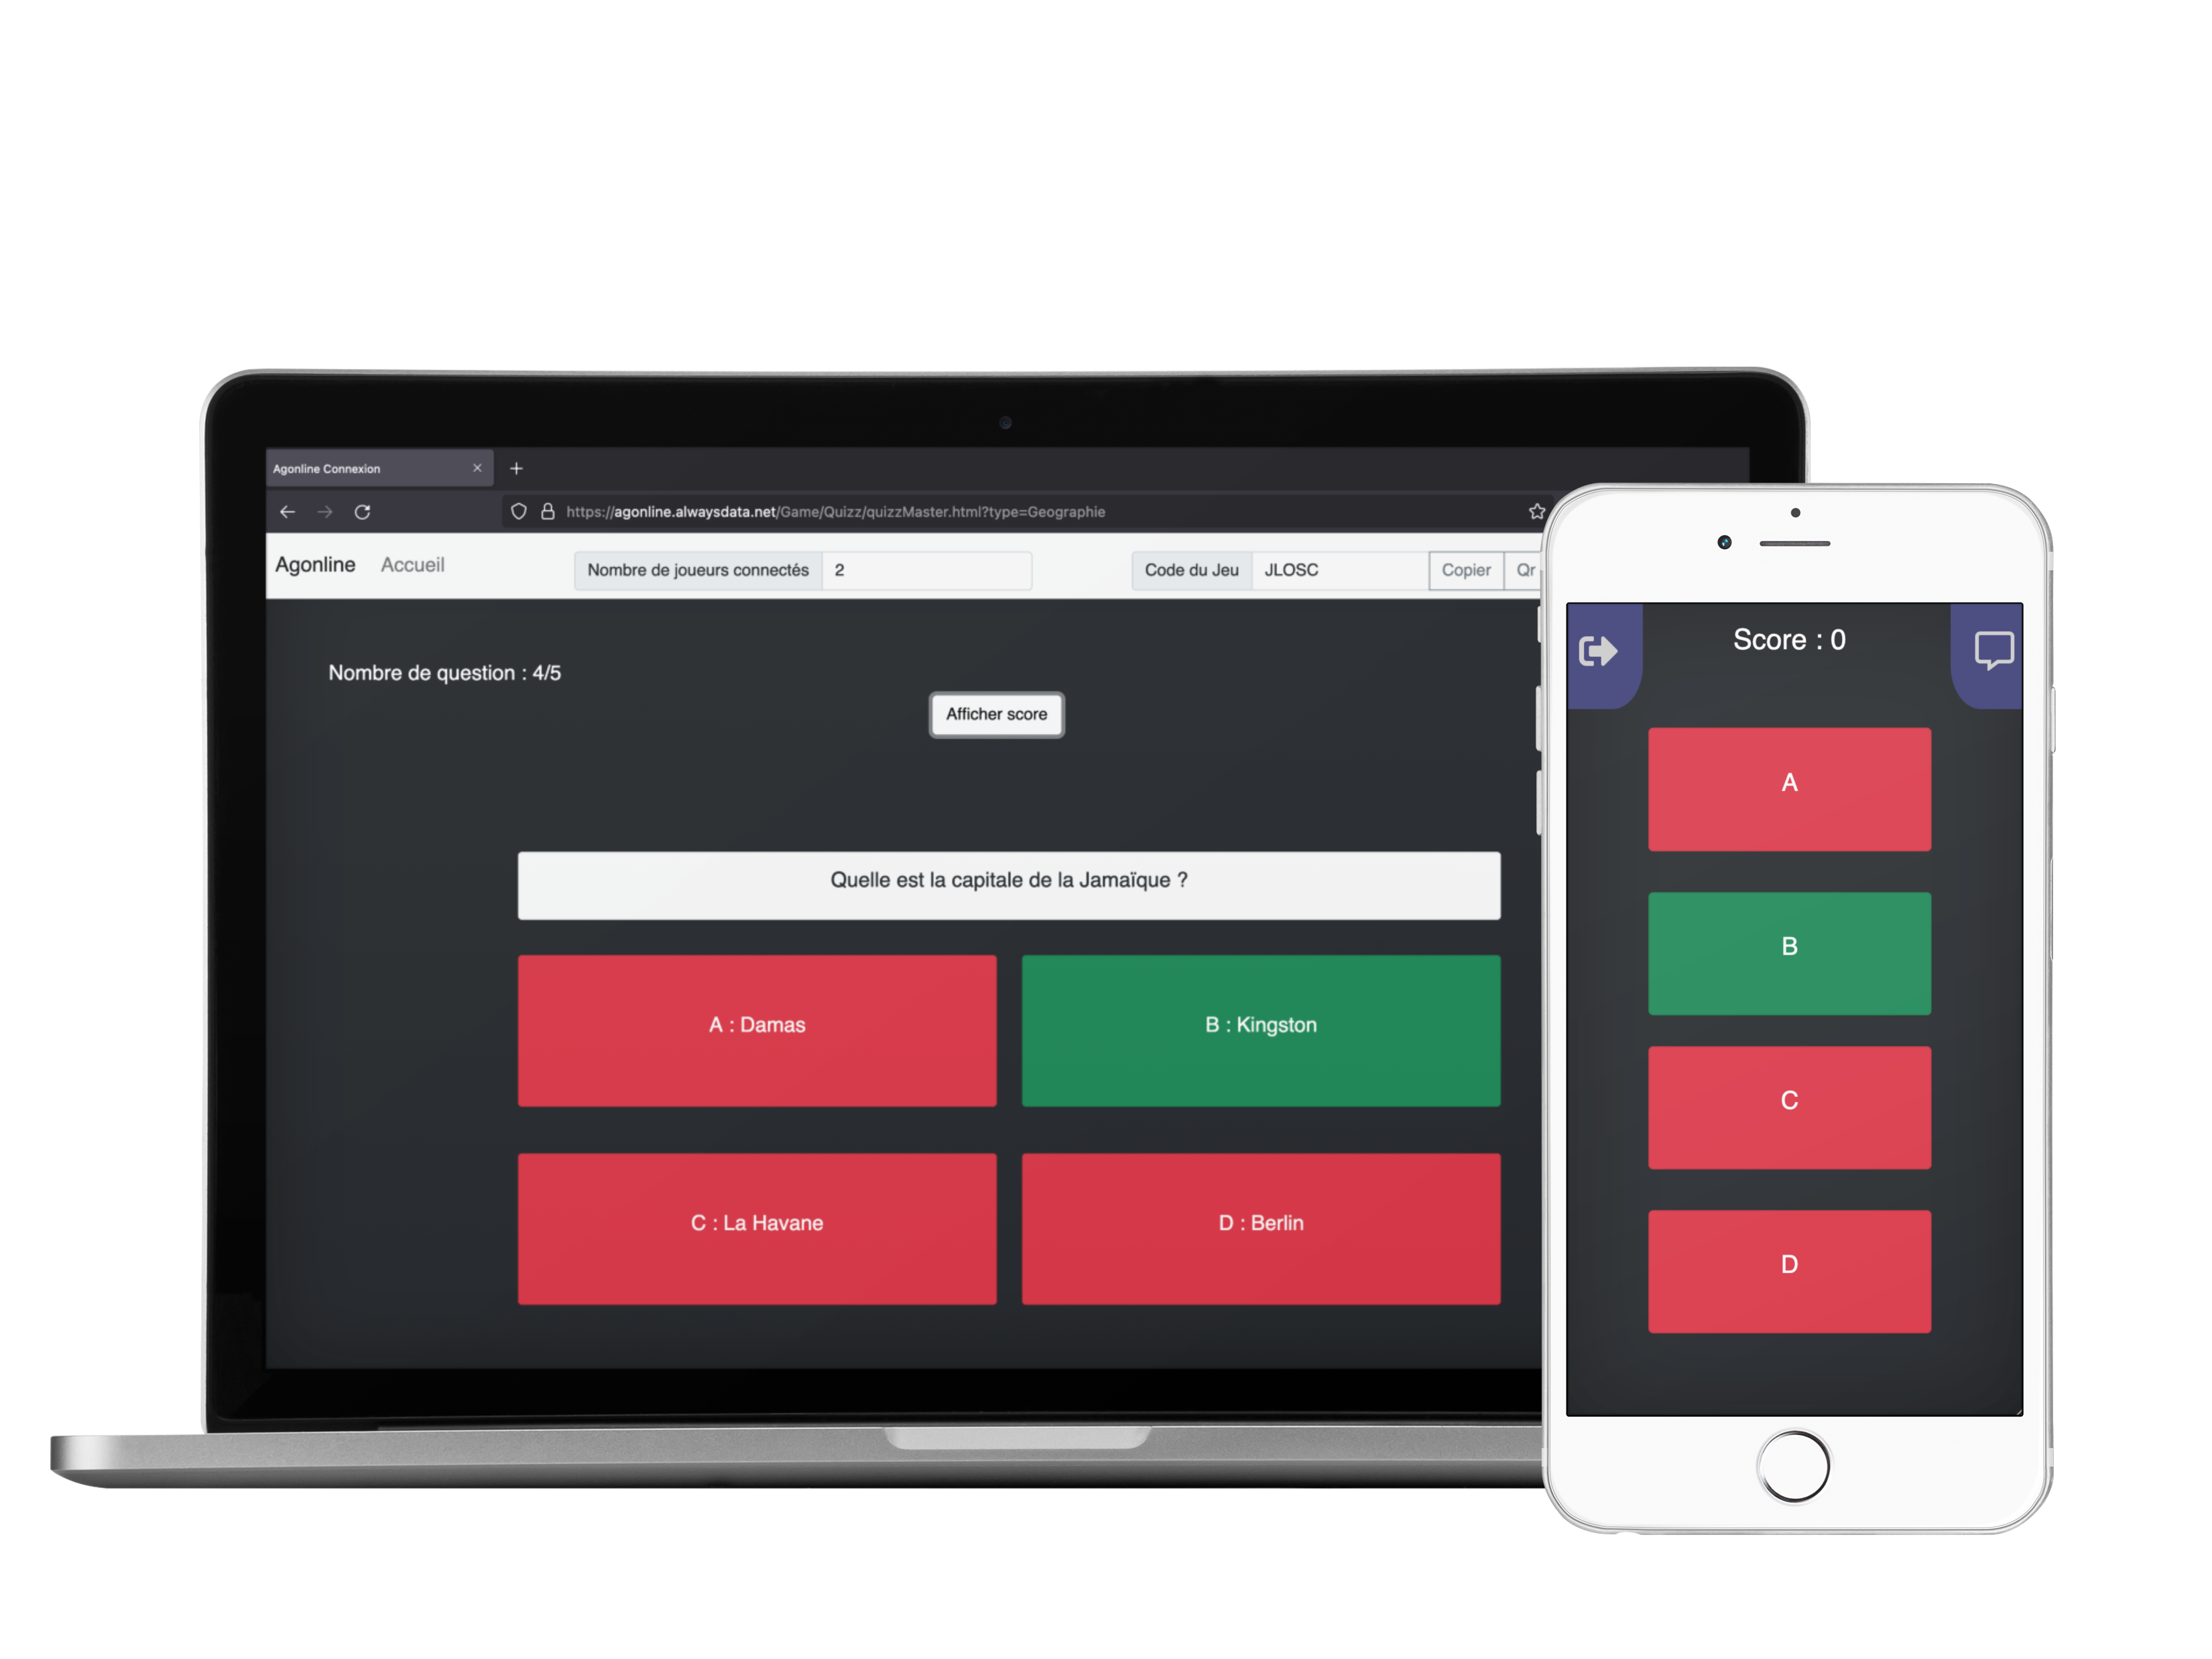 Agonline Connexion
https://agonline.alwaysdata.net/Game/Quizz/quizzMaster.html?type=Geographie
Agonline Accueil Nombre de joueurs connectés 2 Code du Jeu JLOSC Copier Qr
Nombre de question : 4/5
Afficher score
Quelle est la capitale de la Jamaïque ?
A : Damas B : Kingston
C : La Havane D : Berlin
Score : 0
A
B
C
D